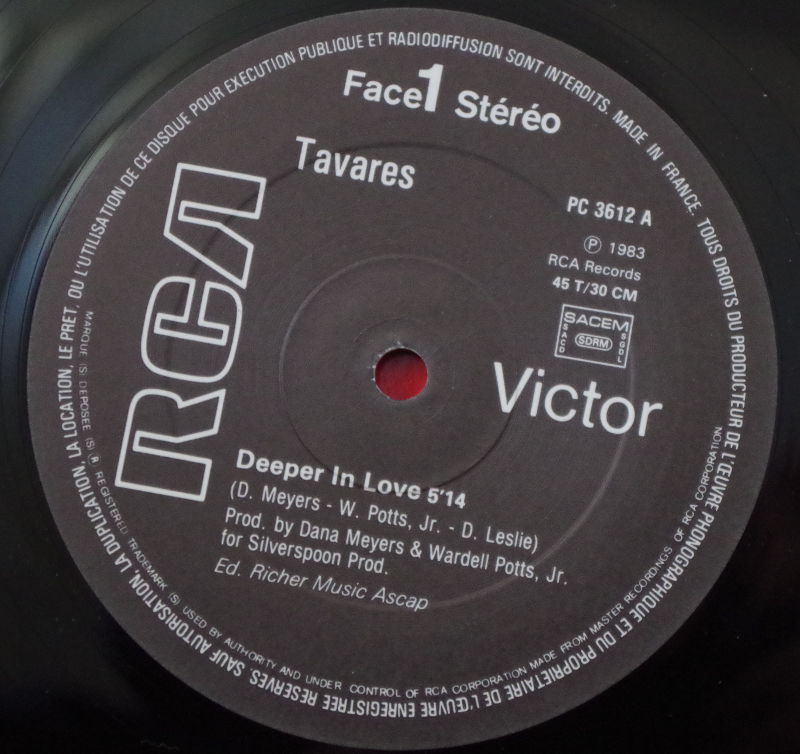 Face 1 Stéréo
Tavares
PC 3612 A
Ⓟ 1983
RCA Records
45 T/30 CM
SACEM
SACD
SDRM
SGDL
RCA
Victor
Deeper In Love 5'14
(D. Meyers - W. Potts, Jr. - D. Leslie)
Prod. by Dana Meyers & Wardell Potts, Jr.
for Silverspoon Prod.
Ed. Richer Music Ascap
TOUS DROITS DU PRODUCTEUR DE L'ŒUVRE PHONOGRAPHIQUE ET DU PROPRIETAIRE DE L'ŒUVRE ENREGISTREE RESERVES. SAUF AUTORISATION, LA DUPLICATION, LA LOCATION, LE PRET, OU L'UTILISATION DE CE DISQUE POUR EXECUTION PUBLIQUE ET RADIODIFFUSION SONT INTERDITS. MADE IN FRANCE.
MARQUE (S) DEPOSEE (S) ® REGISTERED TRADEMARK (S) USED BY AUTHORITY AND UNDER CONTROL OF RCA CORPORATION MADE FROM MASTER RECORDINGS OF RCA CORPORATION